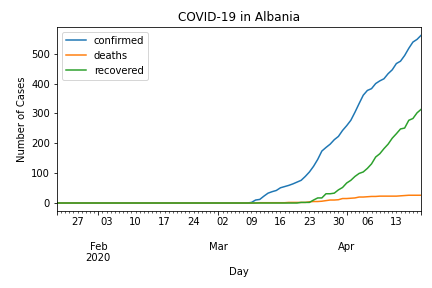 COVID-19 in Albania
confirmed
deaths
recovered
Number of Cases
500
400
300
200
100
0
27 03 10 17 24 02 09 16 23 30 06 13
Feb Mar Apr
2020
Day